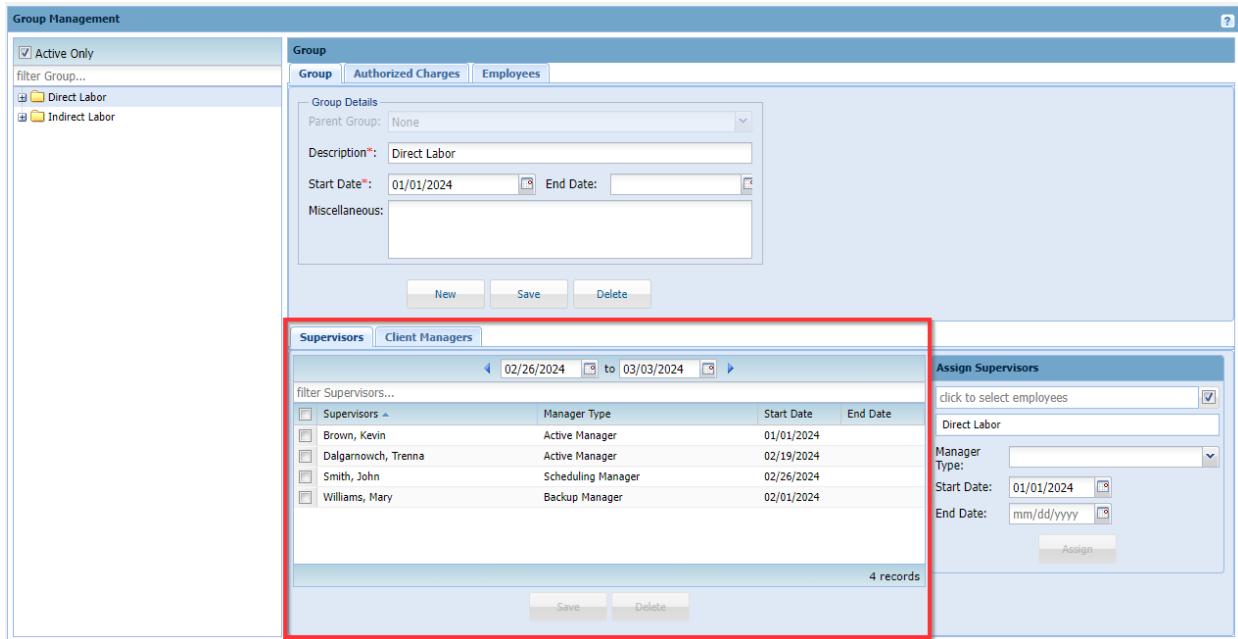 Group Management
?
Active Only
filter Group...
Direct Labor
Indirect Labor
Group
Group Authorized Charges Employees
Group Details
Parent Group: None
Description*: Direct Labor
Start Date*: 01/01/2024 End Date:
Miscellaneous:
New Save Delete
Supervisors Client Managers
02/26/2024 to 03/03/2024
filter Supervisors...
Supervisors Manager Type Start Date End Date
Brown, Kevin Active Manager 01/01/2024
Dalgarnowch, Trenna Active Manager 02/19/2024
Smith, John Scheduling Manager 02/26/2024
Williams, Mary Backup Manager 02/01/2024
4 records
Save Delete
Assign Supervisors
click to select employees
Direct Labor
Manager
Type:
Start Date: 01/01/2024
End Date: mm/dd/yyyy
Assign